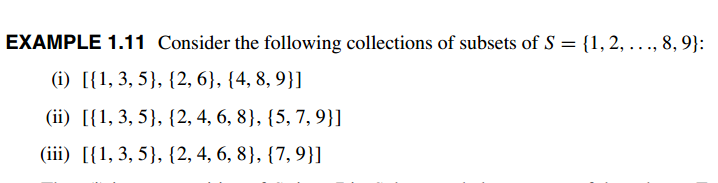 EXAMPLE 1.11 Consider the following collections of subsets of S = {1, 2, . . ., 8, 9}:
(i) [{1, 3, 5}, {2, 6}, {4, 8, 9}]
(ii) [{1, 3, 5}, {2, 4, 6, 8}, {5, 7, 9}]
(iii) [{1, 3, 5}, {2, 4, 6, 8}, {7, 9}]